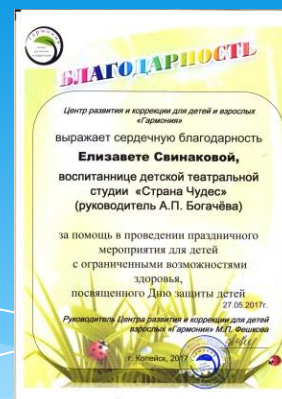 Гармония
БЛАГОДАРНОСТЬ
Центр развития и коррекции для детей и взрослых
«Гармония»
выражает сердечную благодарность
Елизавете Свинаковой,
воспитаннице детской театральной
студии «Страна Чудес»
(руководитель А.П. Богачёва)
за помощь в проведении праздничного
мероприятия для детей
с ограниченными возможностями
здоровья,
посвященного Дню защиты детей
27.05.2017г.
Руководитель Центра развития и коррекции для детей
взрослых «Гармония» М.П. Фешкова
г. Копейск, 2017